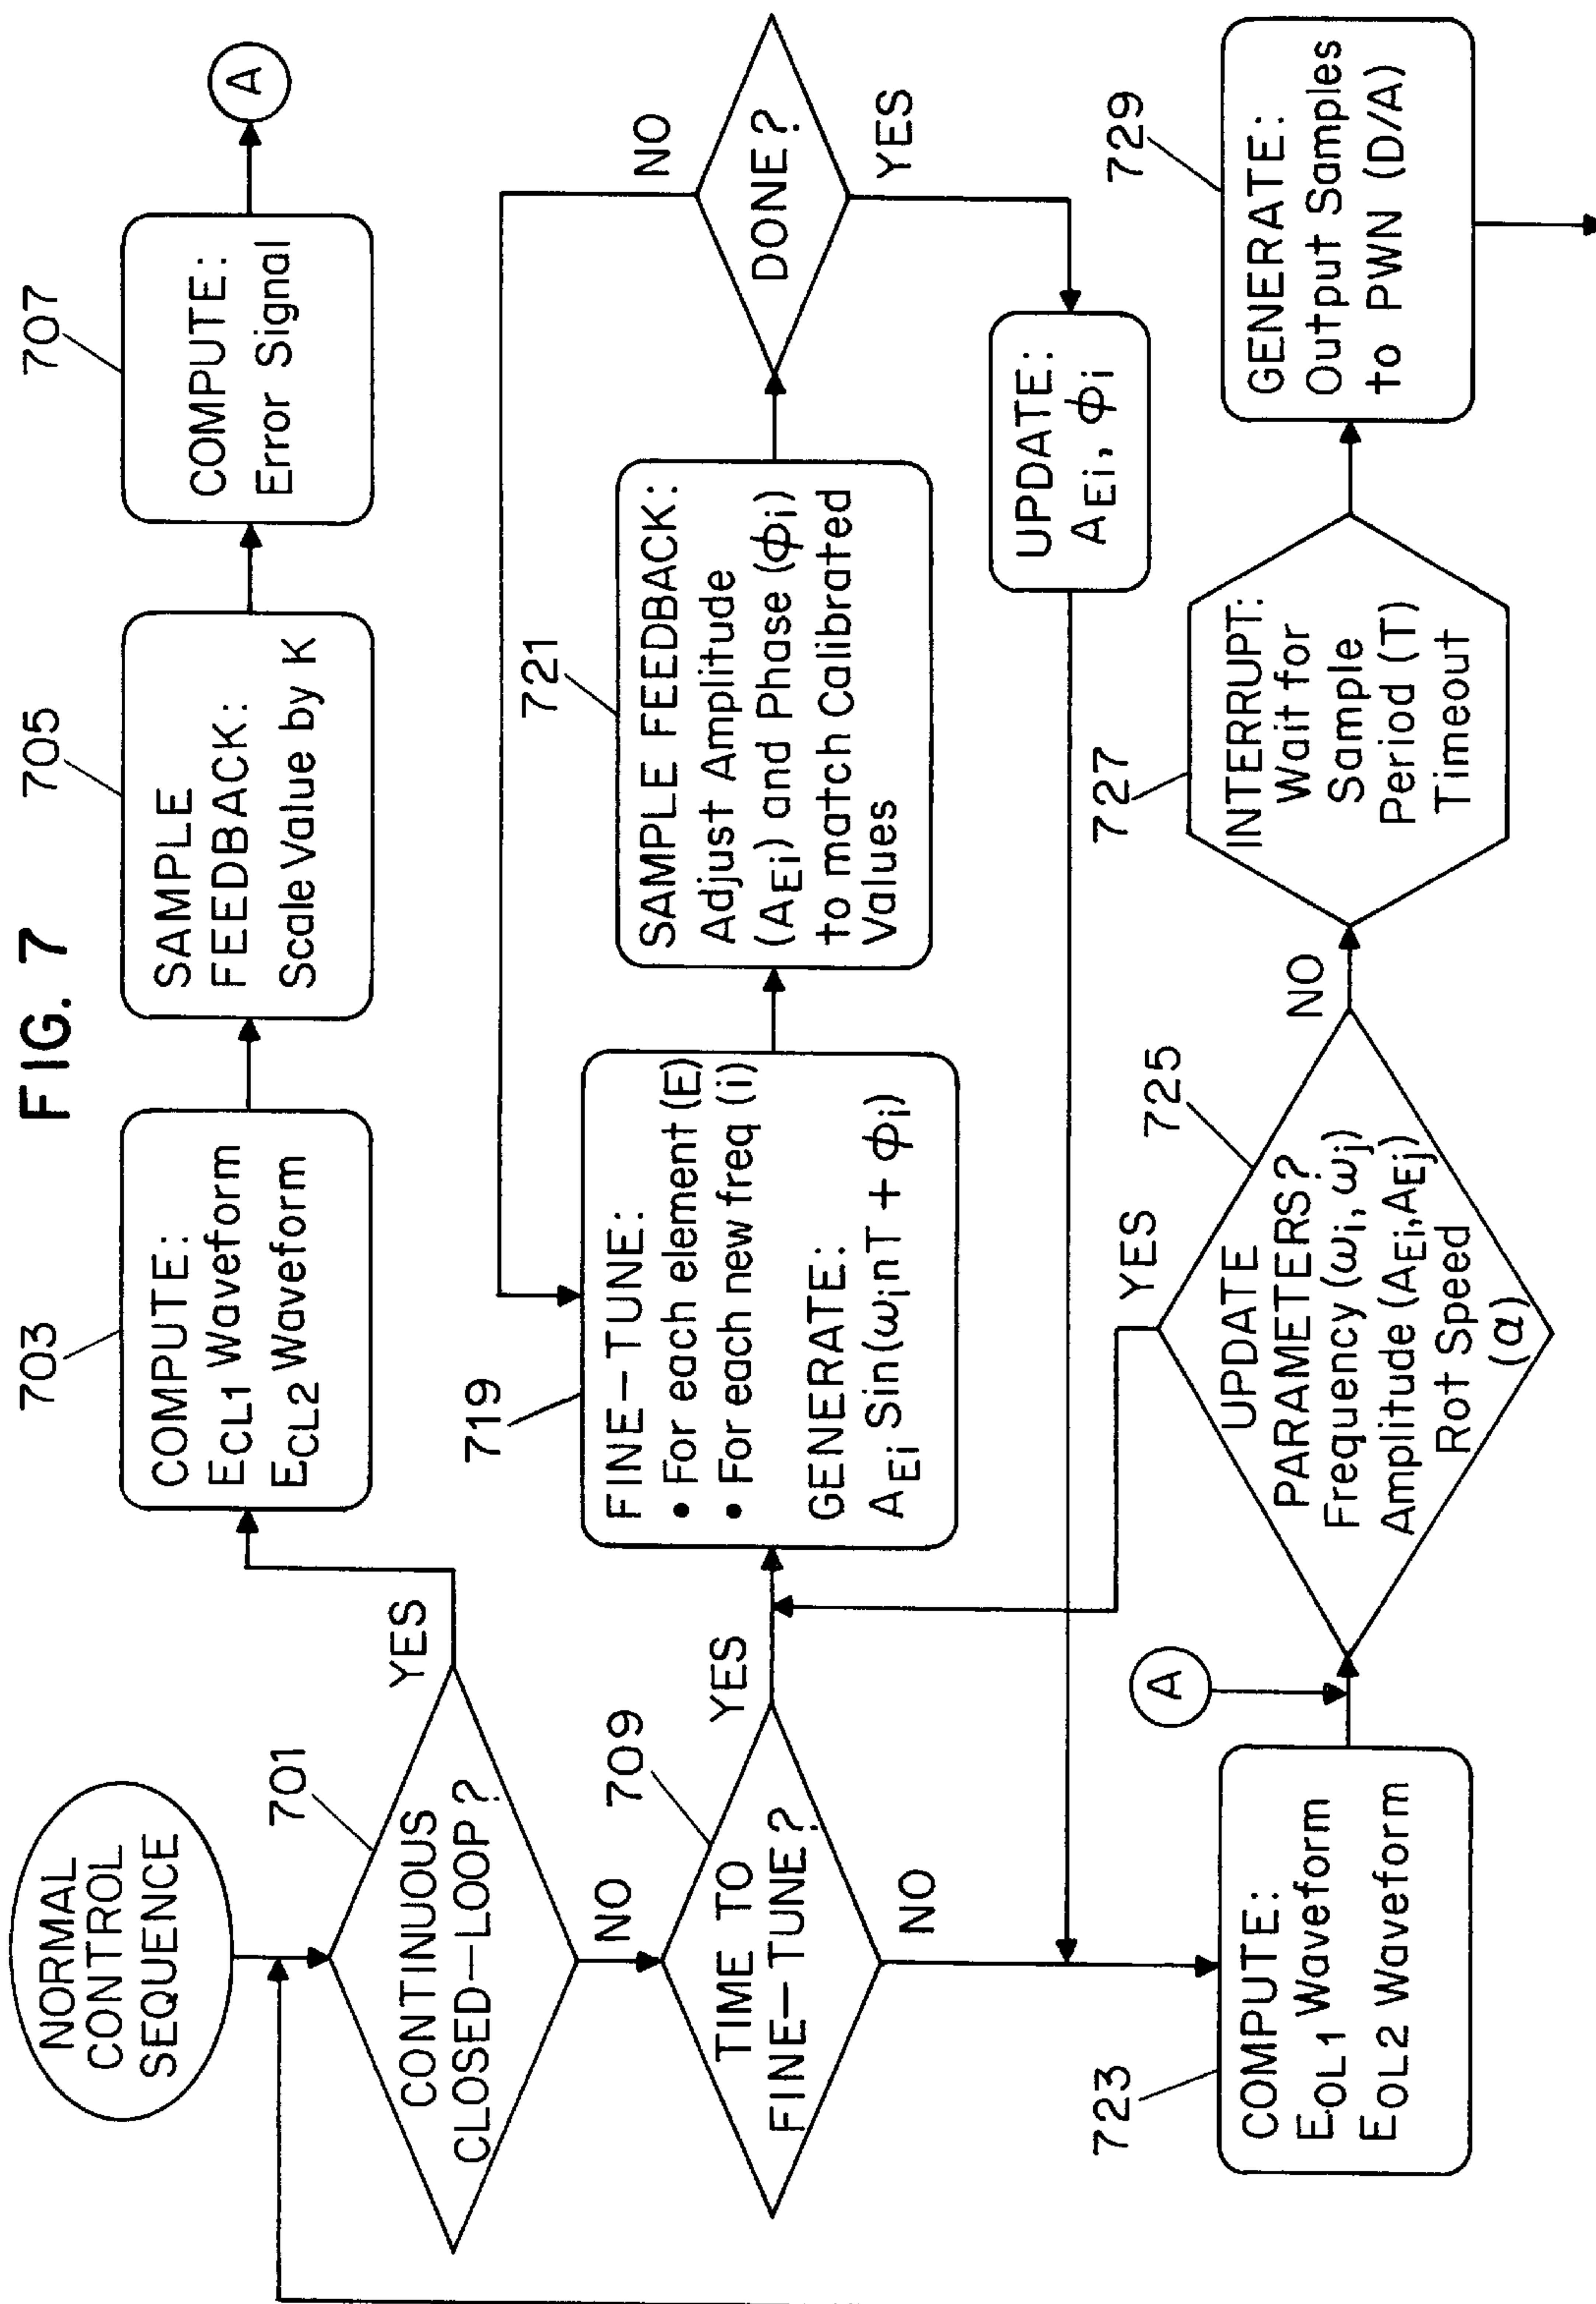 FIG. 7
NORMAL
CONTROL
SEQUENCE
701
CONTINUOUS
CLOSED-LOOP?
YES
NO
703
COMPUTE:
ECL1 Waveform
ECL2 Waveform
705
SAMPLE
FEEDBACK:
Scale Value by K
707
COMPUTE:
Error Signal
A
709
TIME TO
FINE-TUNE?
YES
NO
719
FINE-TUNE:
• For each element (E)
• For each new freq (i)
GENERATE:
AEi Sin(ωinT + ϕi)
721
SAMPLE FEEDBACK:
Adjust Amplitude
(AEi) and Phase (ϕi)
to match Calibrated
Values
DONE?
NO
YES
UPDATE:
AEi, ϕi
723
COMPUTE:
EOL1 Waveform
EOL2 Waveform
A
725
UPDATE
PARAMETERS?
Frequency (ωi, ωj)
Amplitude (AEi, AEj)
Rot Speed
(α)
YES
NO
727
INTERRUPT:
Wait for
Sample
Period (T)
Timeout
729
GENERATE:
Output Samples
to PWN (D/A)